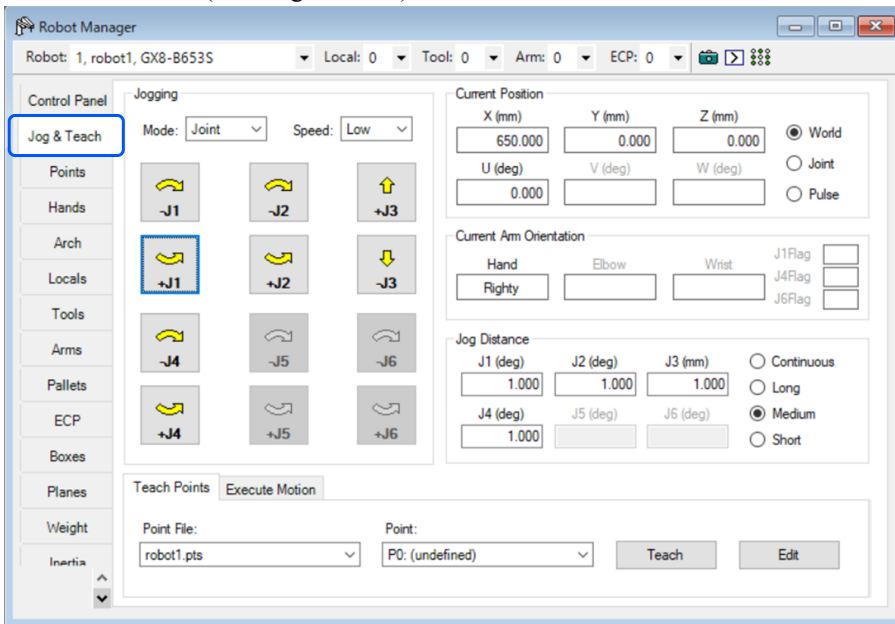 Robot Manager
Robot: 1, robot1, GX8-B653S Local: 0 Tool: 0 Arm: 0 ECP: 0
Control Panel
Jog & Teach
Points
Hands
Arch
Locals
Tools
Arms
Pallets
ECP
Boxes
Planes
Weight
Inertia
Jogging
Mode: Joint Speed: Low
-J1 -J2 +J3
+J1 +J2 -J3
-J4 -J5 -J6
+J4 +J5 +J6
Current Position
X (mm) Y (mm) Z (mm)
650.000 0.000 0.000
U (deg) V (deg) W (deg)
0.000
World
Joint
Pulse
Current Arm Orientation
Hand Elbow Wrist
Righty
J1Flag
J4Flag
J6Flag
Jog Distance
J1 (deg) J2 (deg) J3 (mm)
1.000 1.000 1.000
J4 (deg) J5 (deg) J6 (deg)
1.000
Continuous
Long
Medium
Short
Teach Points Execute Motion
Point File: Point:
robot1.pts P0: (undefined) Teach Edit